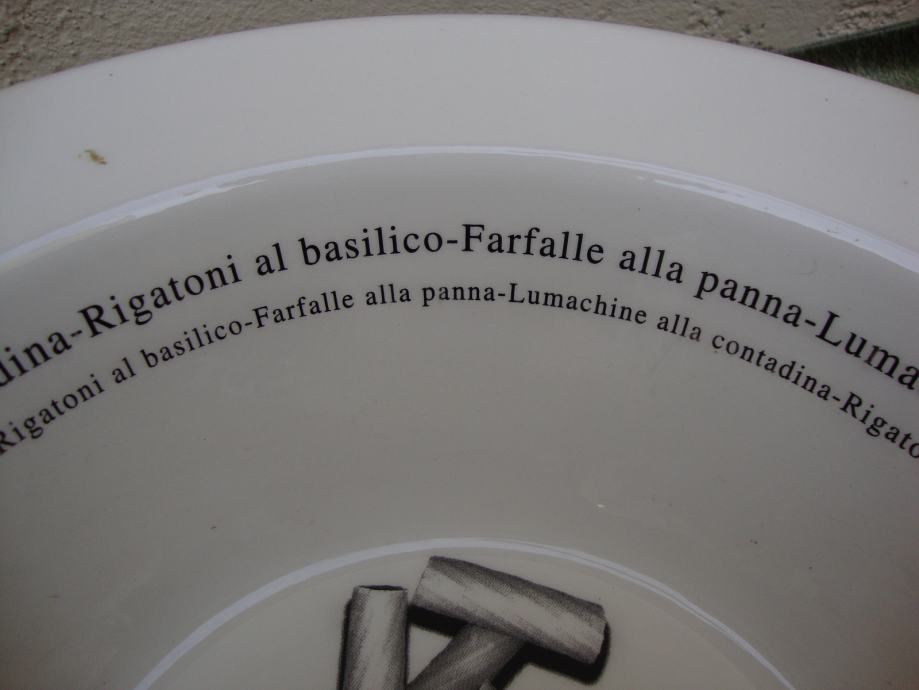 dina-Rigatoni al basilico-Farfalle alla panna-Luma
Rigatoni al basilico-Farfalle alla panna-Lumachine alla contadina-Rigato